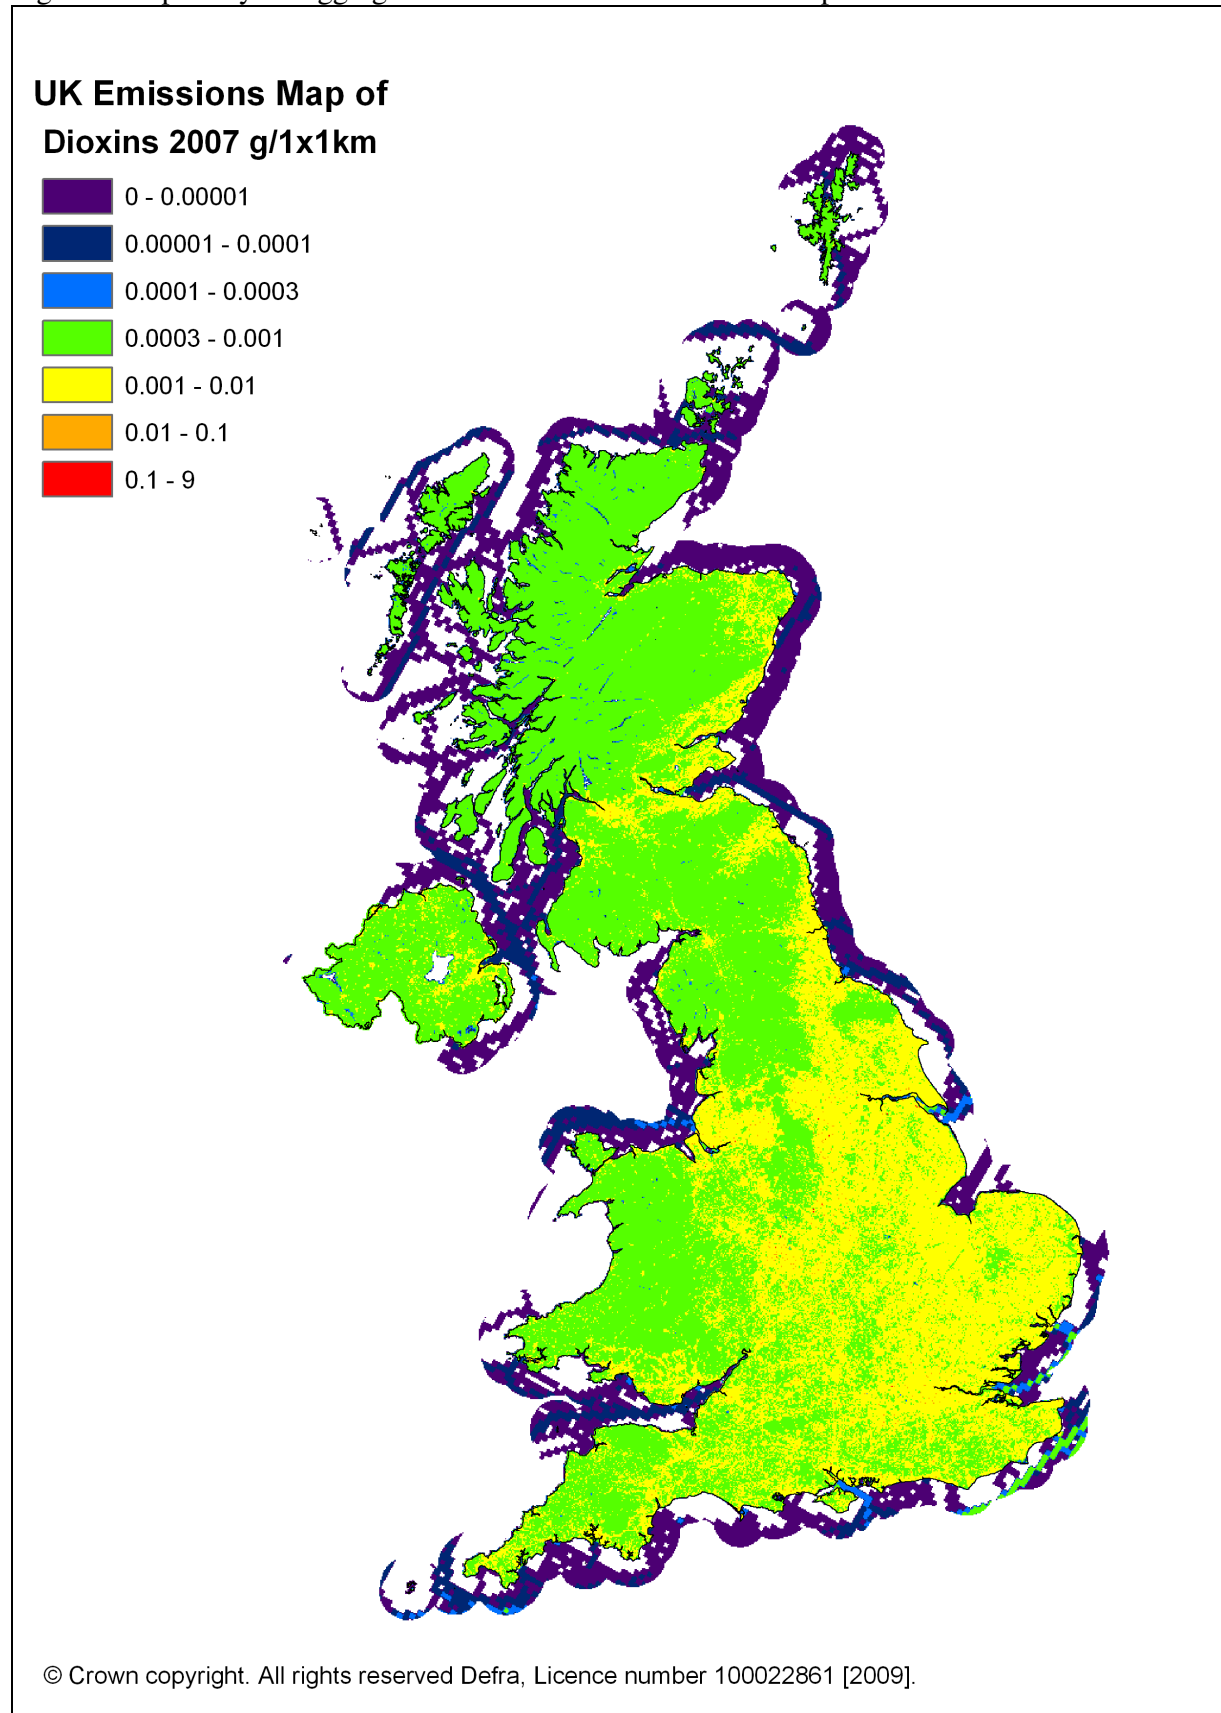 UK Emissions Map of
Dioxins 2007 g/1x1km
0 - 0.00001
0.00001 - 0.0001
0.0001 - 0.0003
0.0003 - 0.001
0.001 - 0.01
0.01 - 0.1
0.1 - 9
© Crown copyright. All rights reserved Defra, Licence number 100022861 [2009].